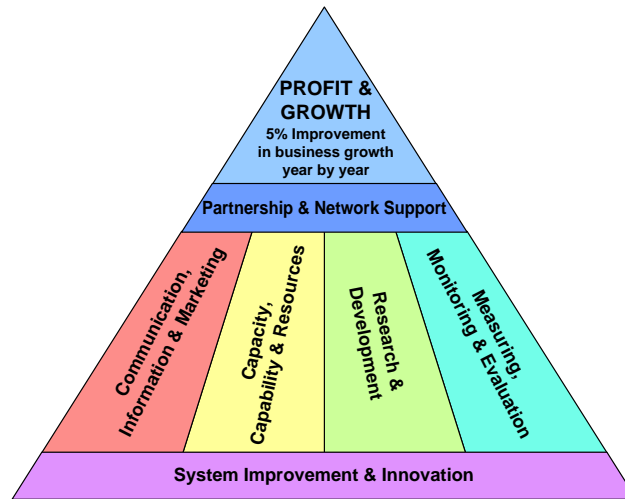 PROFIT &
GROWTH
5% Improvement
in business growth
year by year
Partnership & Network Support
Communication,
Information & Marketing
Capacity,
Capability & Resources
Research &
Development
Measuring,
Monitoring & Evaluation
System Improvement & Innovation